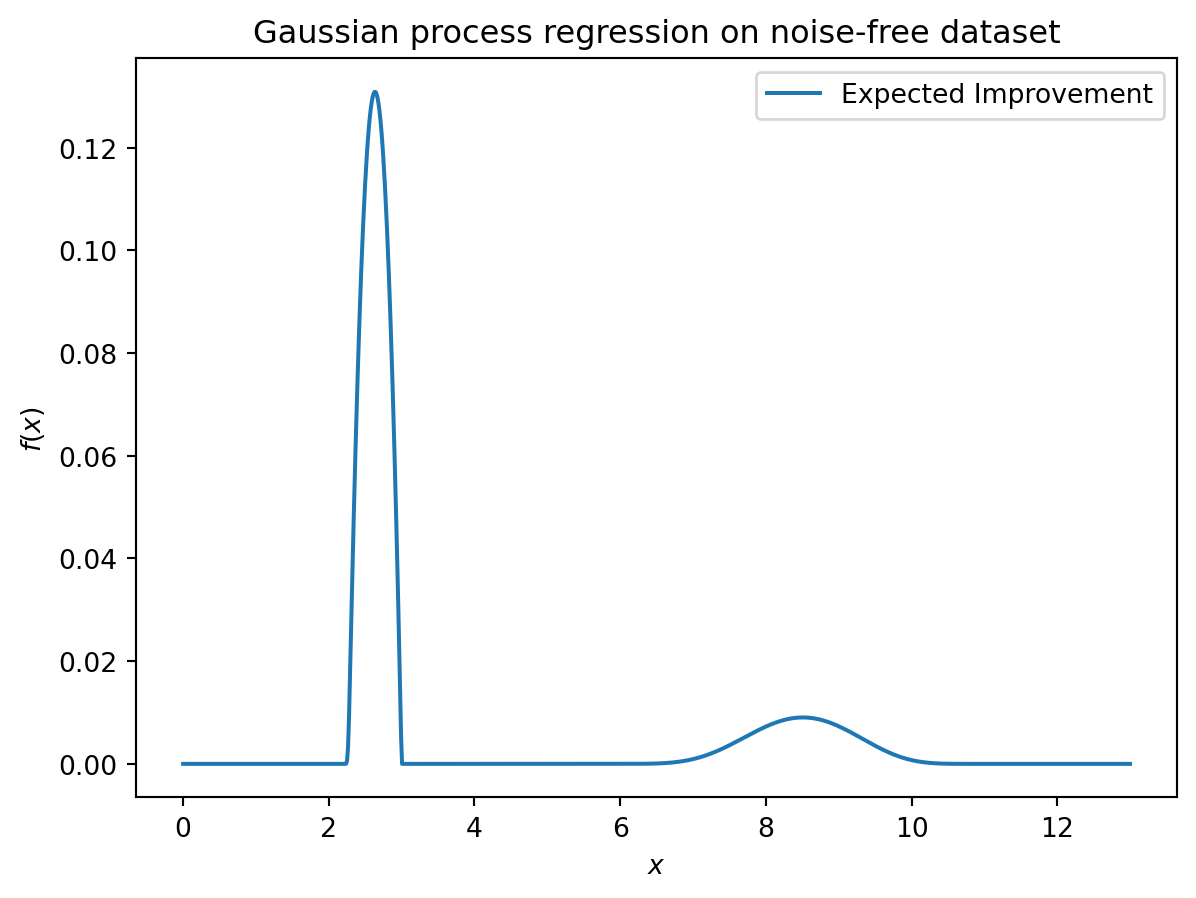 Gaussian process regression on noise-free dataset
Expected Improvement
0.12
0.10
0.08
0.06
0.04
0.02
0.00
f(x)
0 2 4 6 8 10 12
x